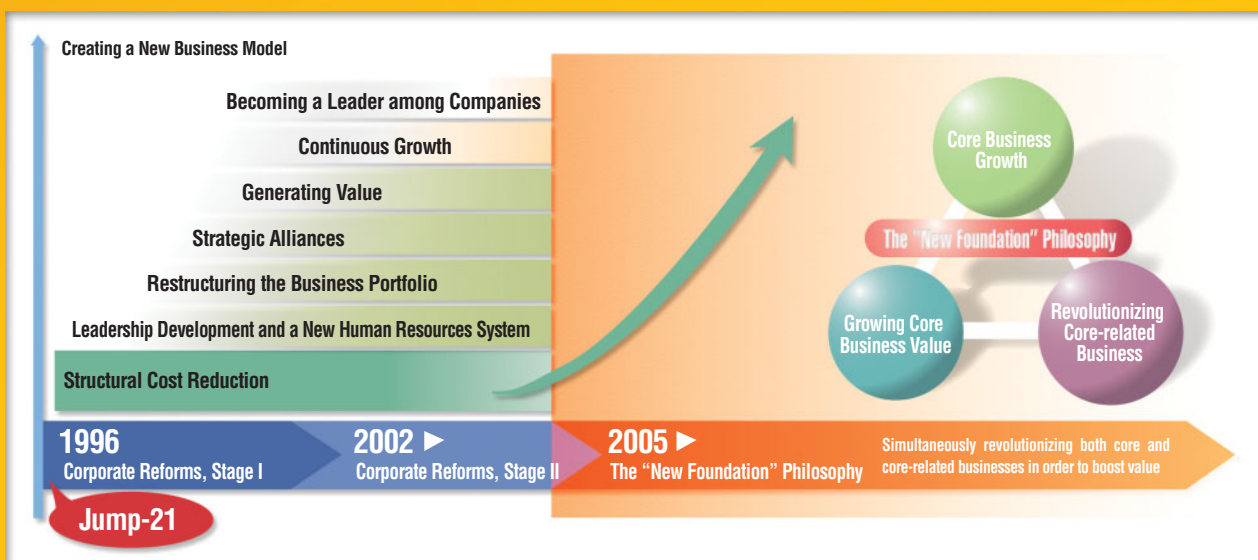 Creating a New Business Model
Becoming a Leader among Companies
Continuous Growth
Generating Value
Strategic Alliances
Restructuring the Business Portfolio
Leadership Development and a New Human Resources System
Structural Cost Reduction
Core Business
Growth
The "New Foundation" Philosophy
Growing Core
Business Value
Revolutionizing
Core-related
Business
1996
Corporate Reforms, Stage I
2002 ►
Corporate Reforms, Stage II
2005 ►
The “New Foundation” Philosophy
Simultaneously revolutionizing both core and
core-related businesses in order to boost value
Jump-21